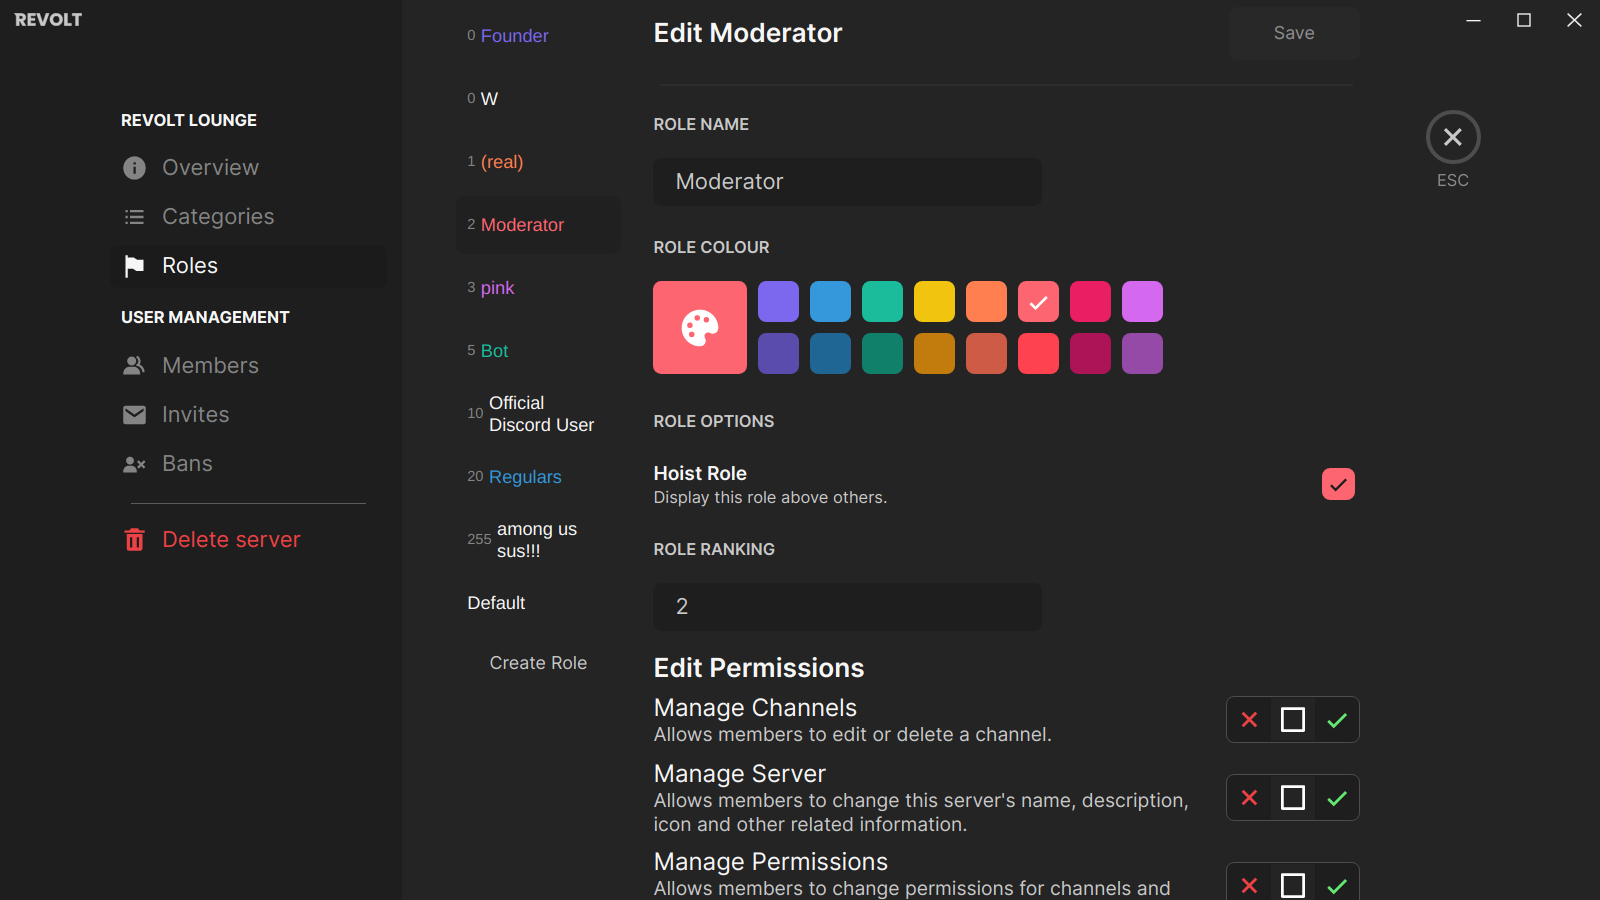 REVOLT
REVOLT LOUNGE
Overview
Categories
Roles
USER MANAGEMENT
Members
Invites
Bans
Delete server
0 Founder
0 W
1 (real)
2 Moderator
3 pink
5 Bot
10 Official
Discord User
20 Regulars
255 among us
sus!!!
Default
Create Role
Edit Moderator
Save
ROLE NAME
Moderator
ROLE COLOUR
ROLE OPTIONS
Hoist Role
Display this role above others.
ROLE RANKING
2
Edit Permissions
Manage Channels
Allows members to edit or delete a channel.
Manage Server
Allows members to change this server's name, description,
icon and other related information.
Manage Permissions
Allows members to change permissions for channels and
ESC